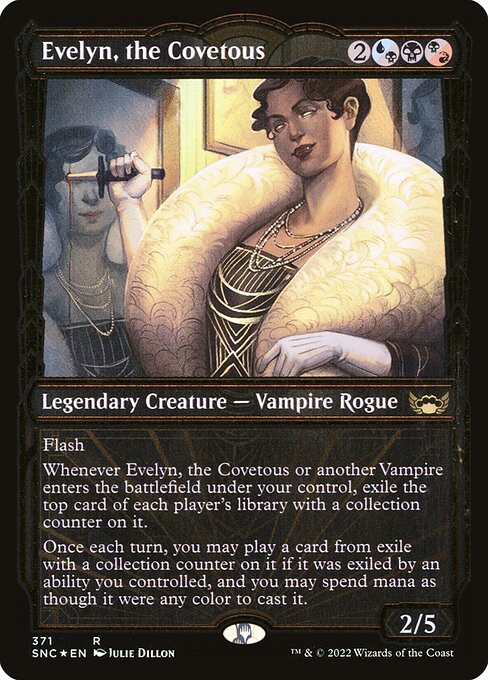 Evelyn, the Covetous 2
Legendary Creature — Vampire Rogue
Flash
Whenever Evelyn, the Covetous or another Vampire
enters the battlefield under your control, exile the
top card of each player's library with a collection
counter on it.
Once each turn, you may play a card from exile
with a collection counter on it if it was exiled by an
ability you controlled, and you may spend mana as
though it were any color to cast it.
2/5
371 R
SNC★EN Julie Dillon
™ & © 2022 Wizards of the Coast